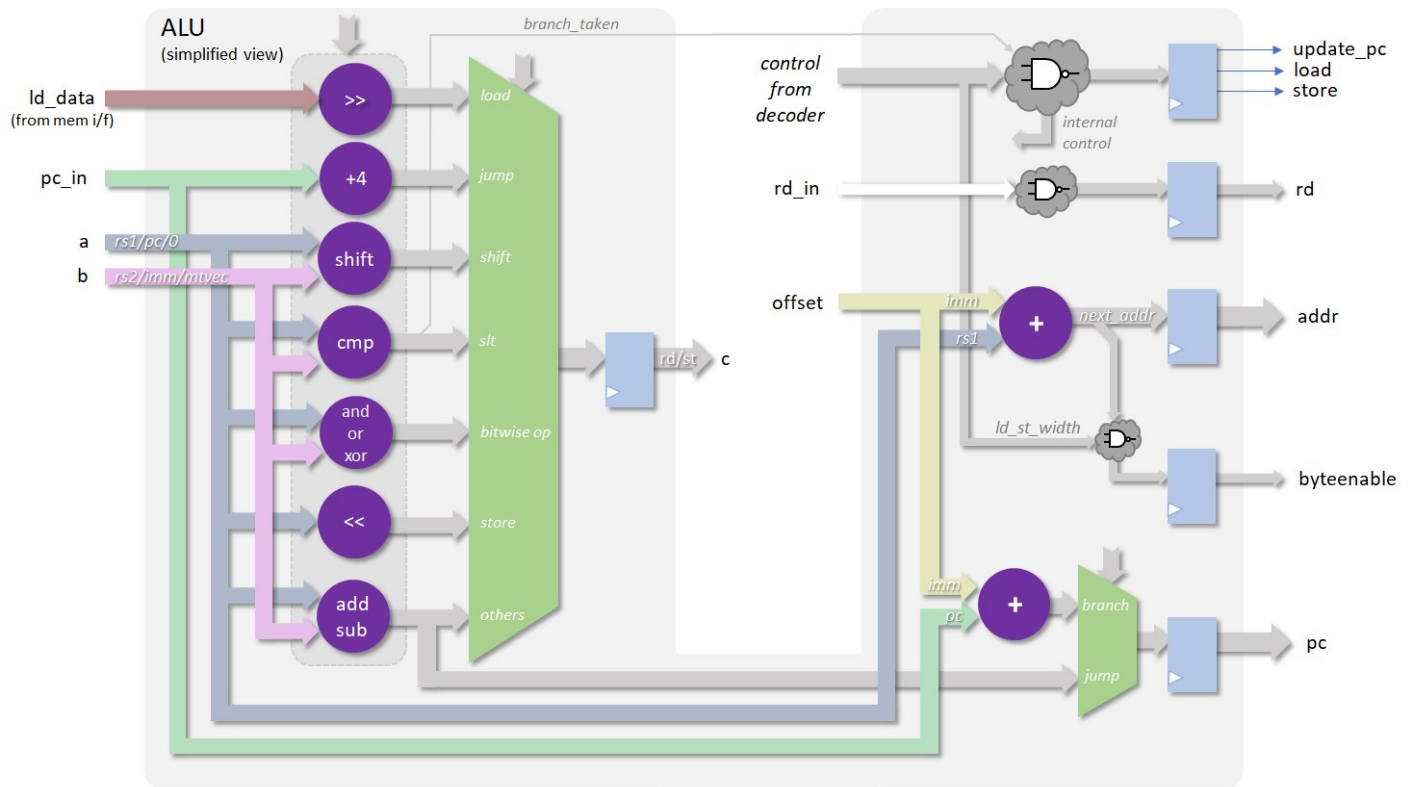 ALU
(simplified view)
branch_taken
ld_data
(from mem i/f)
>>
load
pc_in
+4
jump
a
rs1/pc/0
shift
shift
b
rs2/imm/mtvec
cmp
slt
and
or
xor
bitwise op
<<
store
add
sub
others
rd/st
c
control
from
decoder
internal
control
update_pc
load
store
rd_in
rd
offset
imm
rs1
+
next_addr
addr
ld_st_width
byteenable
imm
pc
+
branch
jump
pc